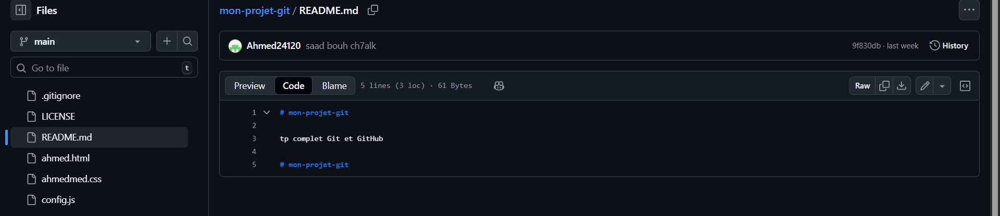 Files
mon-projet-git / README.md
main
Go to file
t
.gitignore
LICENSE
README.md
ahmed.html
ahmedmed.css
config.js
Ahmed24120 saad bouh ch7alk
9f830db · last week
History
Preview Code Blame 5 lines (3 loc) · 61 Bytes
Raw
1 # mon-projet-git
2
3 tp complet Git et GitHub
4
5 # mon-projet-git